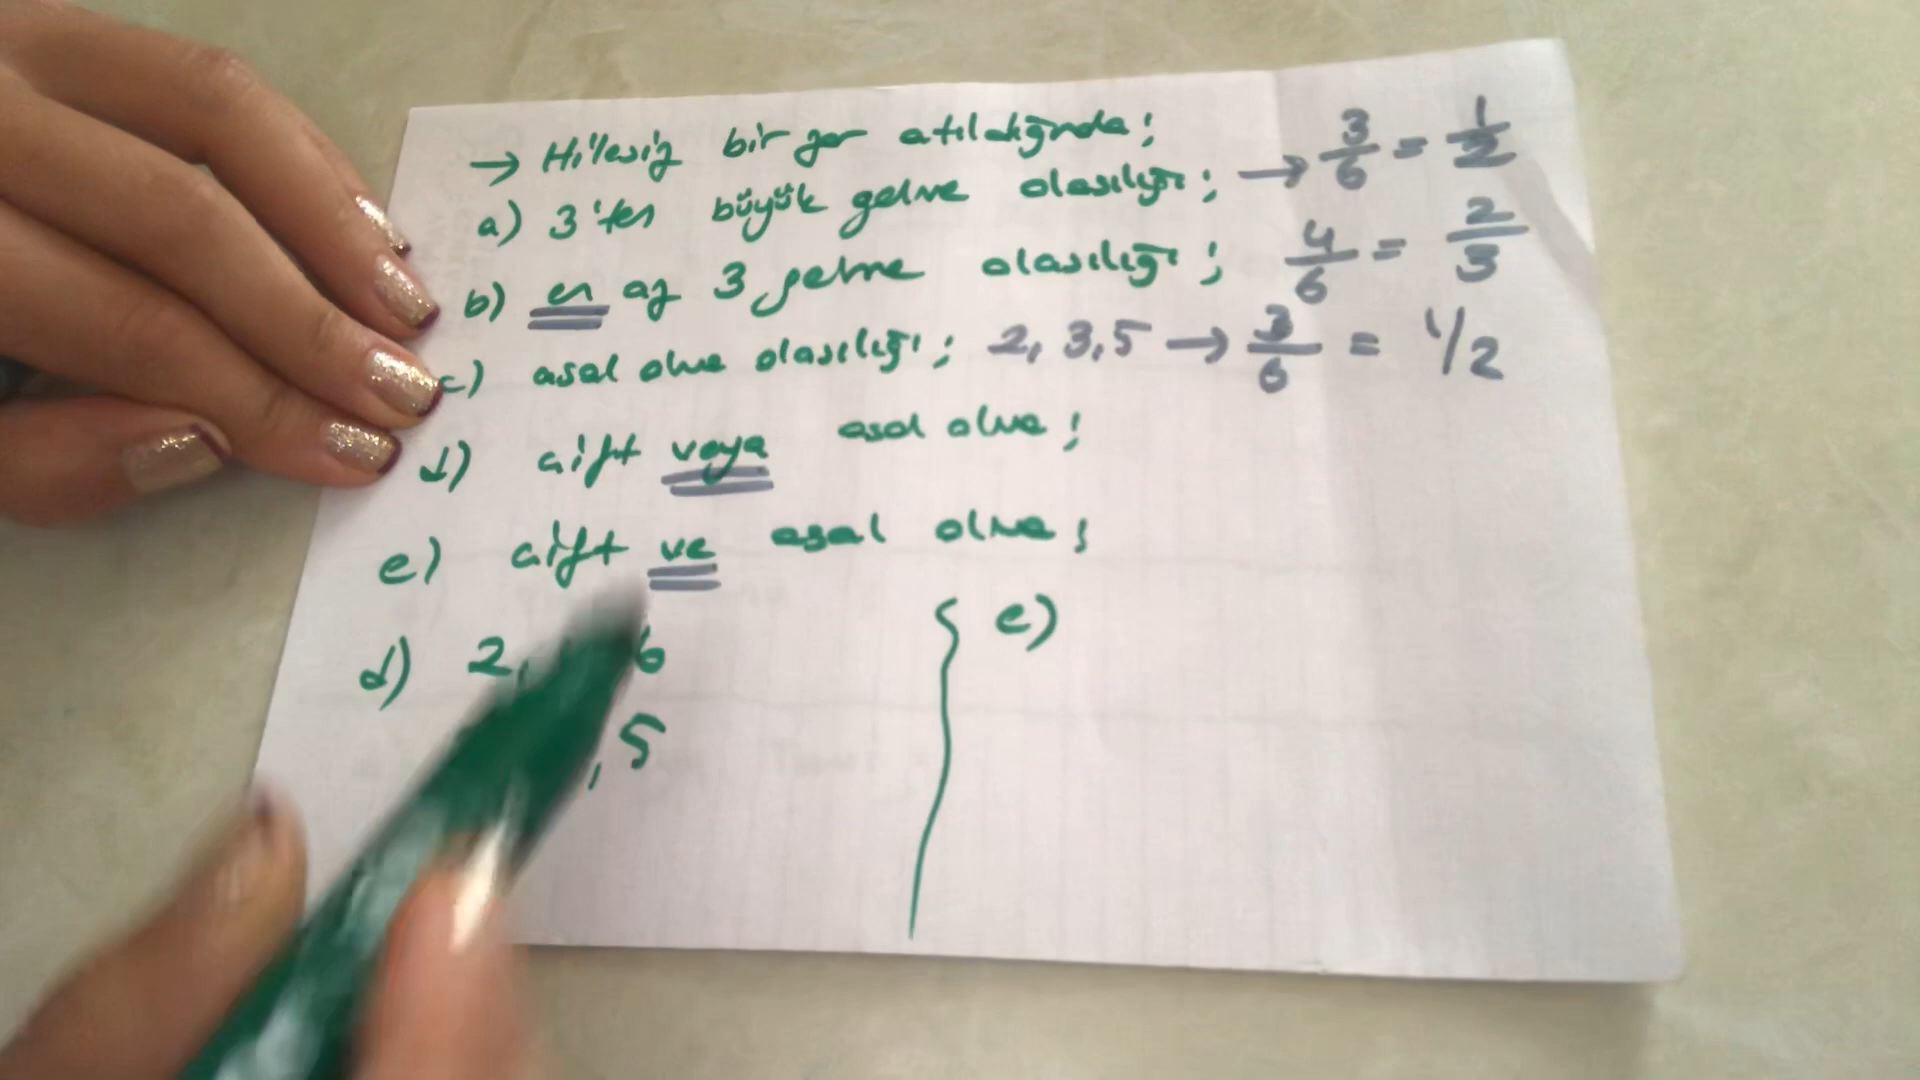 → Hilesiz bir zar atıldığında;
a) 3'ten büyük gelme olasılığı; → 3/6 = 1/2
b) en az 3 gelme olasılığı; 4/6 = 2/3
c) asal olma olasılığı; 2, 3, 5 → 3/6 = 1/2
d) çift veya asal olma;
e) çift ve asal olma;
d) 2, 6
, 5
e)